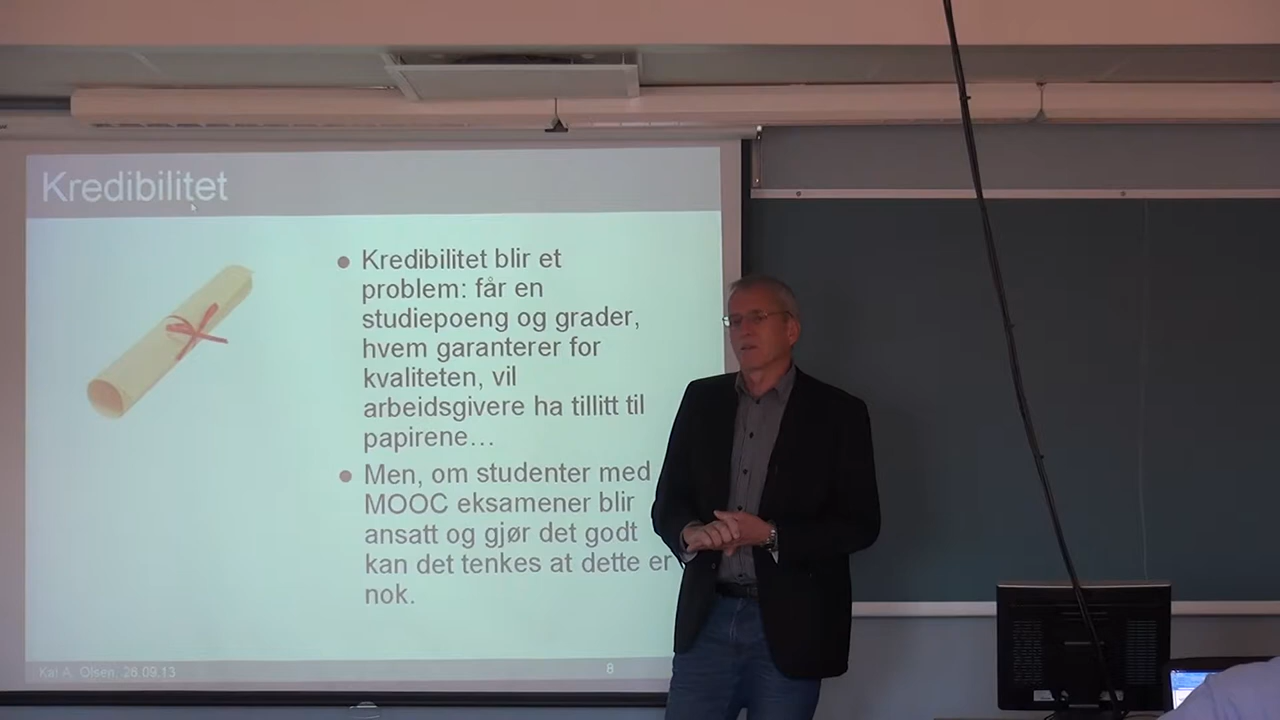 Kredibilitet
Kredibilitet blir et
problem: får en
studiepoeng og grader,
hvem garanterer for
kvaliteten, vil
arbeidsgivere ha tillitt til
papirene…
Men, om studenter med
MOOC eksamener blir
ansatt og gjør det godt
kan det tenkes at dette er
nok.
Kai A. Olsen, 26.09.13
8